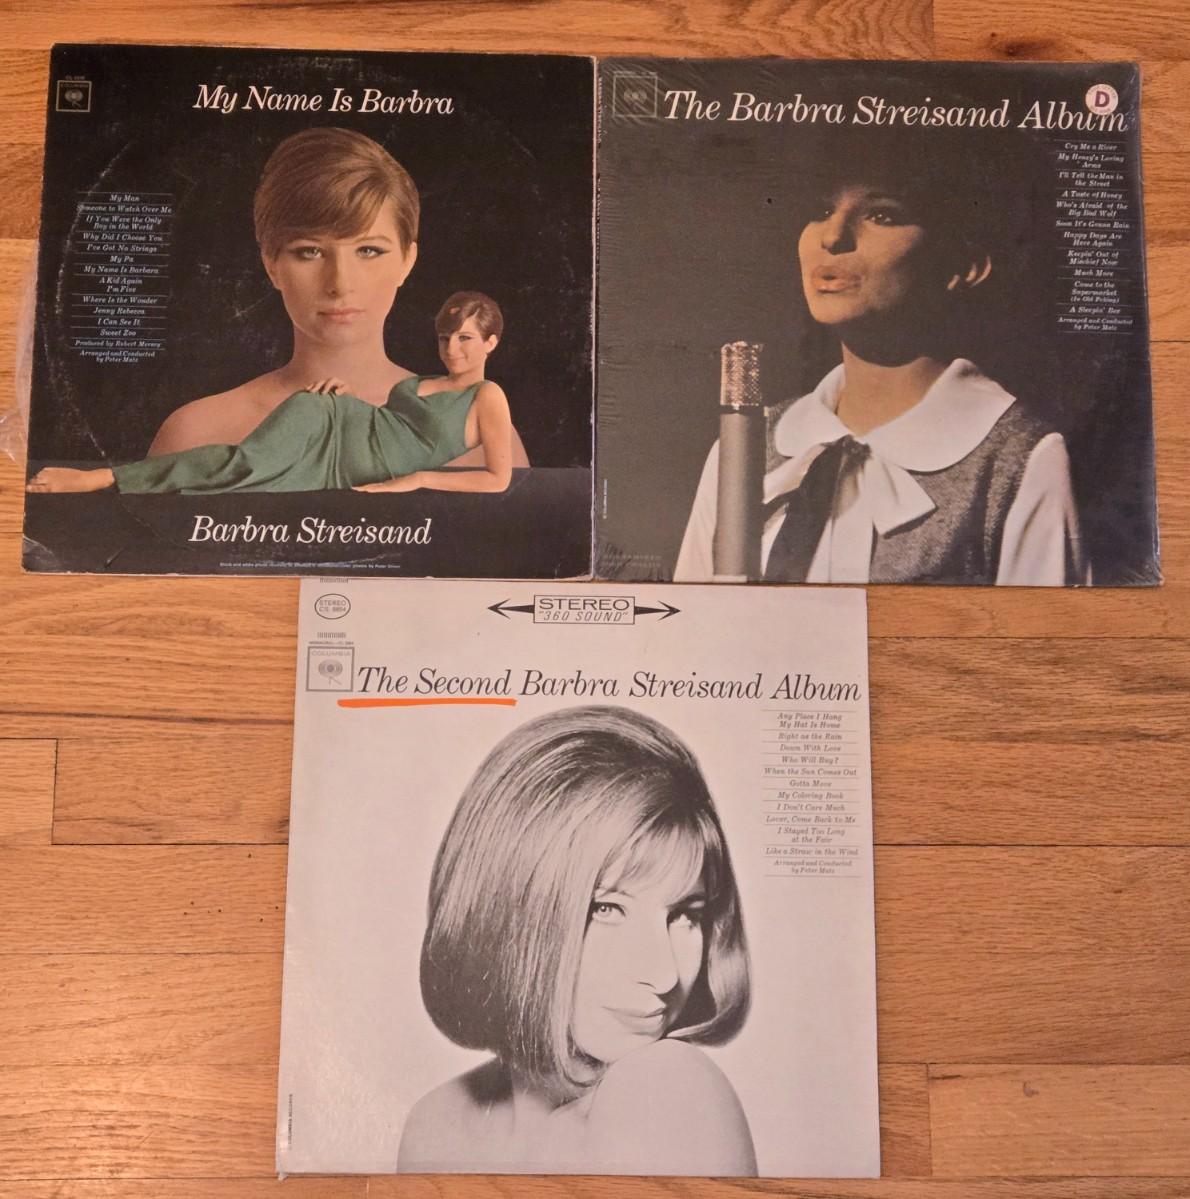 COLUMBIA
My Name Is Barbra
My Man
Someone to Watch Over Me
If You Were the Only
Boy in the World
Why Did I Choose You
I've Got No Strings
My Pa
My Name Is Barbara
A Kid Again
I'm Five
Where Is the Wonder
Jenny Rebecca
I Can See It
Sweet Zoo
Produced by Robert Mersey
Arranged and Conducted
by Peter Matz
Barbra Streisand
The Barbra Streisand Album
D
Cry Me a River
My Honey's Loving
Arms
I'll Tell the Man in
the Street
A Taste of Honey
Who's Afraid of the
Big Bad Wolf
Soon It's Gonna Rain
Happy Days Are
Here Again
Keepin' Out of
Mischief Now
Much More
Come to the
Supermarket
(In Old Peking)
A Sleepin' Bee
Arranged and Conducted
by Peter Matz
STEREO
CS 8854
STEREO
"360 SOUND"
COLUMBIA
The Second Barbra Streisand Album
Any Place I Hang
My Hat Is Home
Right as the Rain
Down With Love
Who Will Buy?
When the Sun Comes Out
Gotta Move
My Coloring Book
I Don't Care Much
Lover, Come Back to Me
I Stayed Too Long
at the Fair
Like a Straw in the Wind
Arranged and Conducted
by Peter Matz
COLUMBIA RECORDS